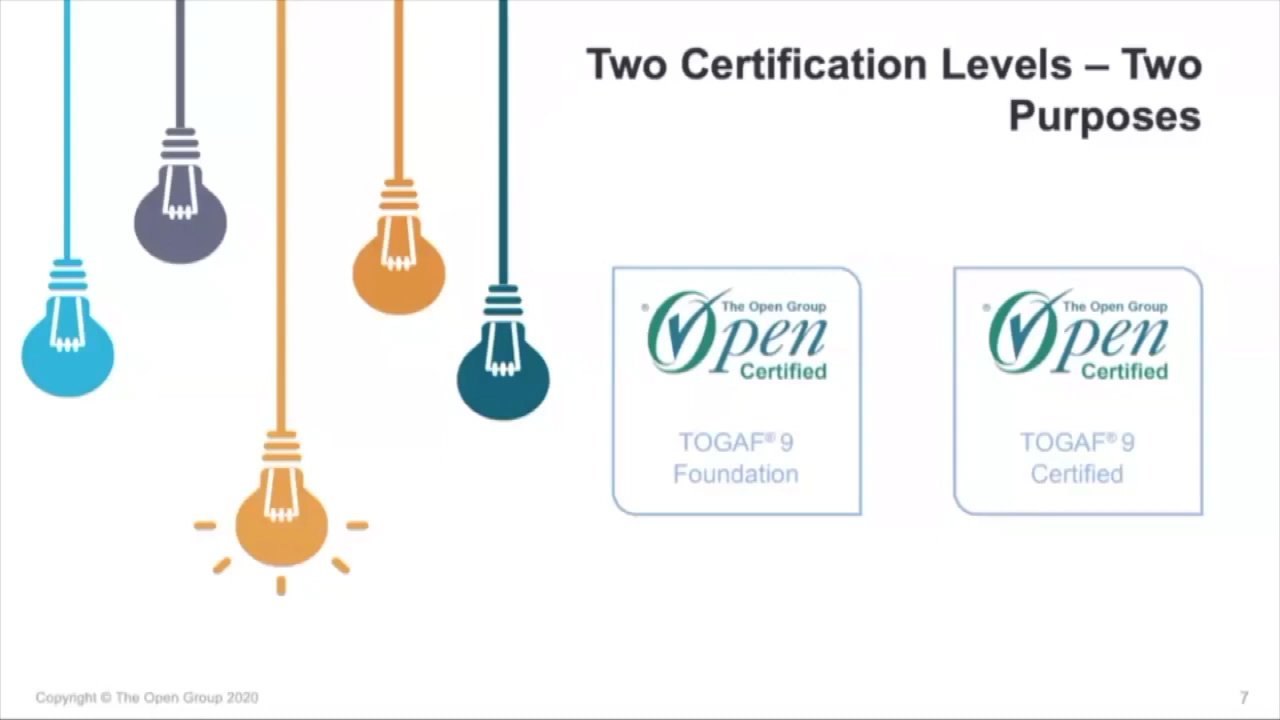 Two Certification Levels – Two
Purposes
® The Open Group
Open
Certified
TOGAF® 9
Foundation
® The Open Group
Open
Certified
TOGAF® 9
Certified
Copyright © The Open Group 2020
7